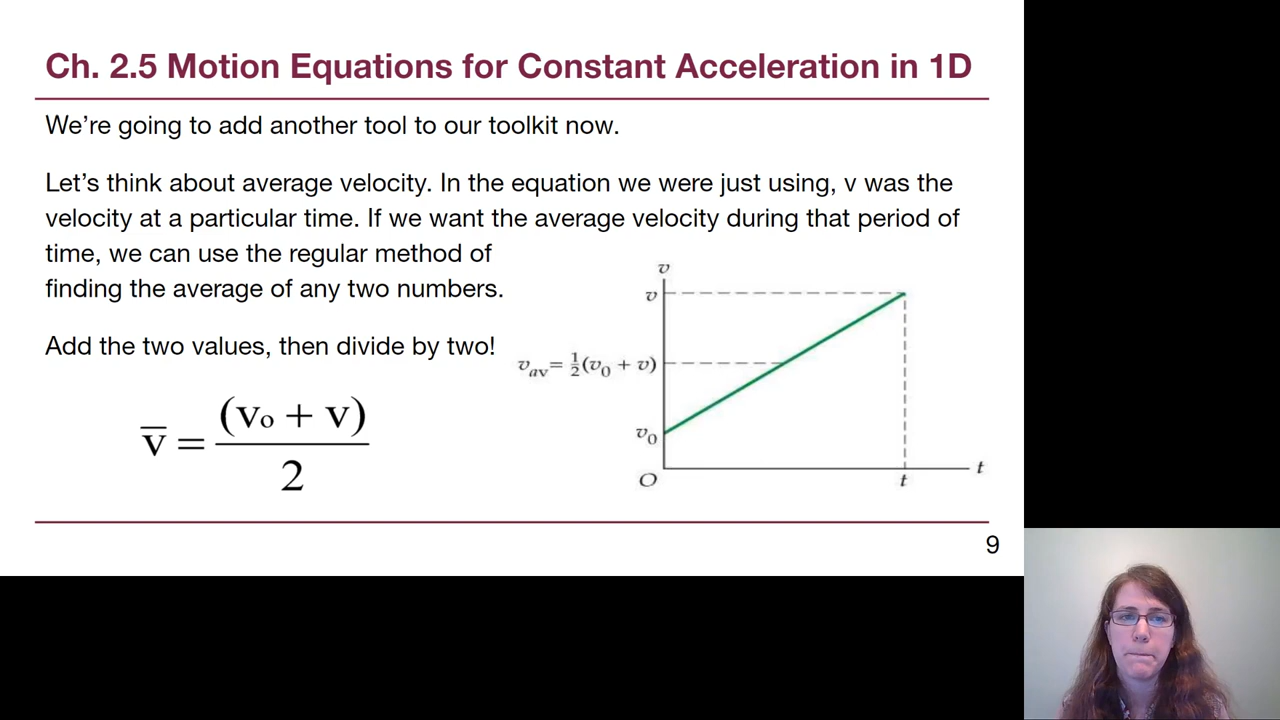 Ch. 2.5 Motion Equations for Constant Acceleration in 1D
We’re going to add another tool to our toolkit now.
Let’s think about average velocity. In the equation we were just using, v was the
velocity at a particular time. If we want the average velocity during that period of
time, we can use the regular method of
finding the average of any two numbers.
Add the two values, then divide by two!
v̅ = (v₀ + v) / 2
v
v
v_av = ½(v₀ + v)
v₀
O
t
t
9